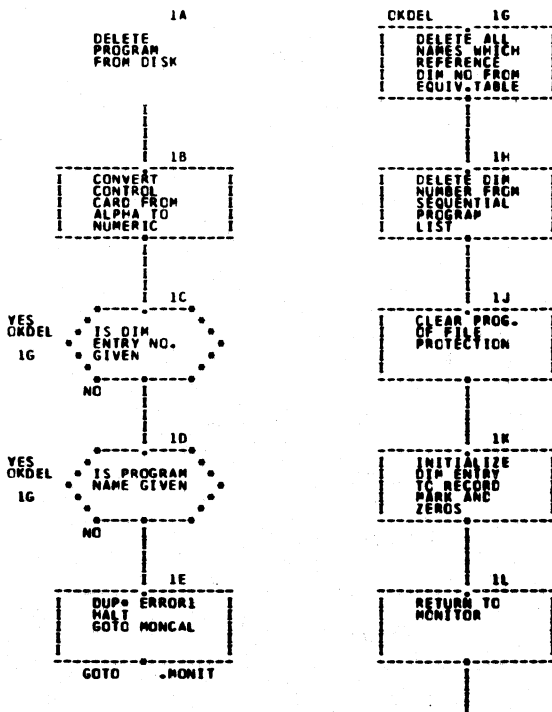 1A
DELETE
PROGRAM
FROM DISK
1B
CONVERT
CONTROL
CARD FROM
ALPHA TO
NUMERIC
1C
YES
OKDEL
1G
IS DIM
ENTRY NO.
GIVEN
NO
1D
YES
OKDEL
1G
IS PROGRAM
NAME GIVEN
NO
1E
DUP* ERROR1
HALT
GOTO MONCAL
GOTO .MONIT
OKDEL 1G
DELETE ALL
NAMES WHICH
REFERENCE
DIM NO FROM
EQUIV.TABLE
1H
DELETE DIM
NUMBER FROM
SEQUENTIAL
PROGRAM
LIST
1J
CLEAR PROG.
OF FILE
PROTECTION
1K
INITIALIZE
DIM ENTRY
TO RECORD
MARK AND
ZEROS
1L
RETURN TO
MONITOR